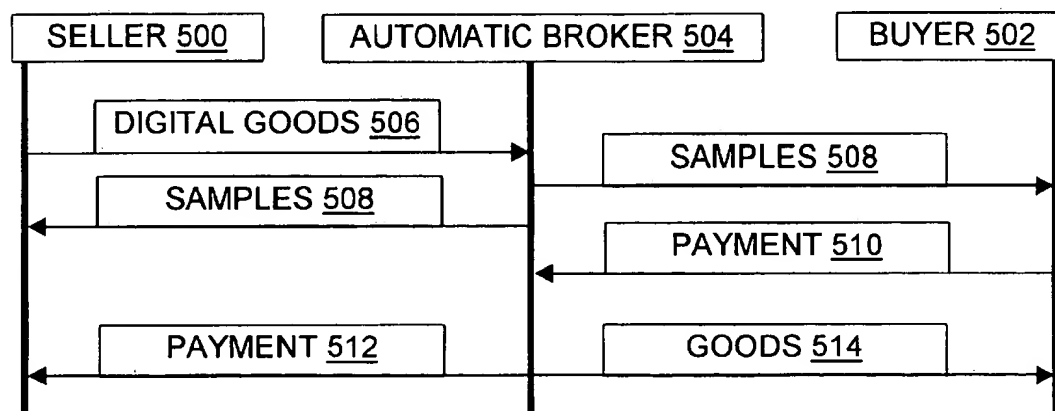 SELLER 500
AUTOMATIC BROKER 504
BUYER 502
DIGITAL GOODS 506
SAMPLES 508
SAMPLES 508
PAYMENT 510
PAYMENT 512
GOODS 514